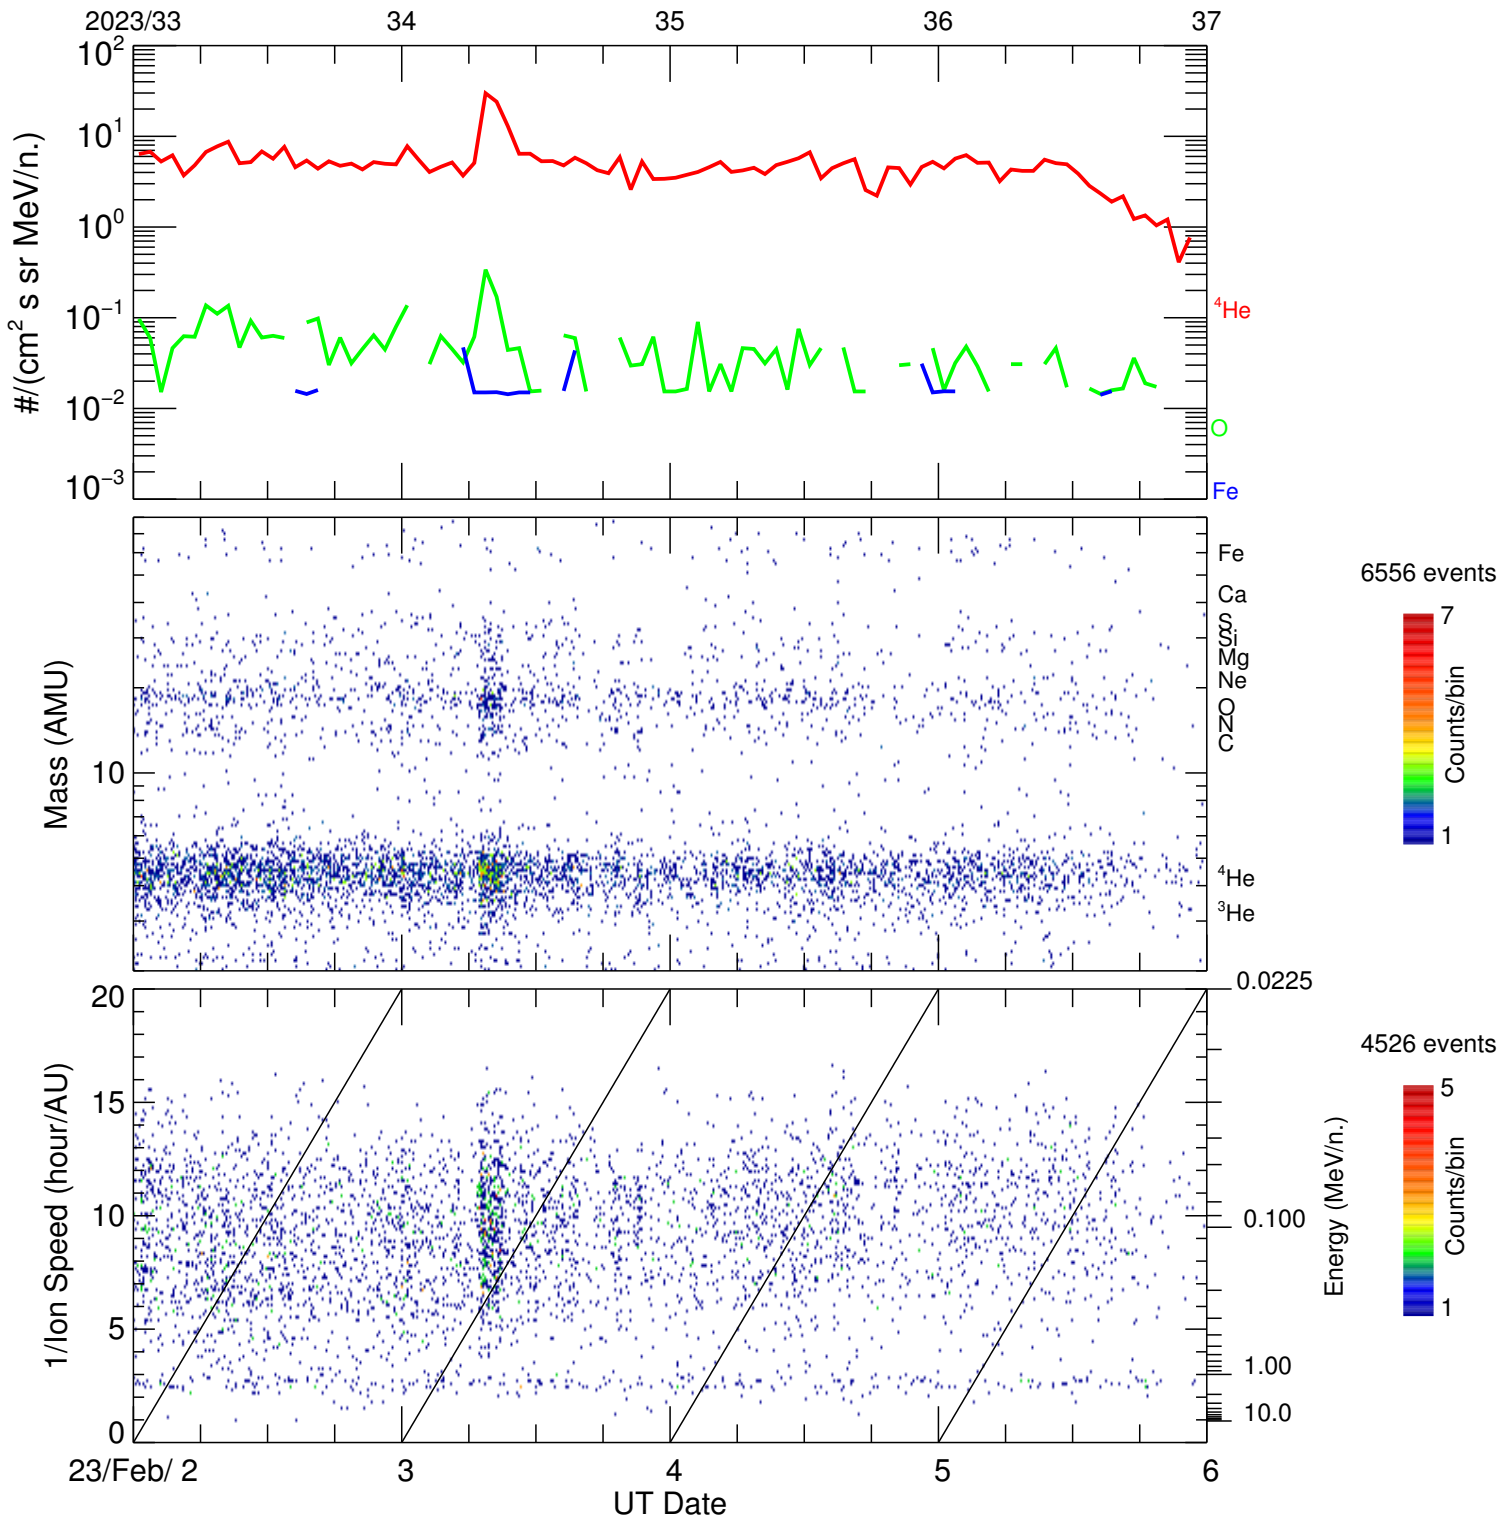 2023/33 34 35 36 37
10² 10¹ 10⁰ 10⁻¹ 10⁻² 10⁻³
#/(cm² s sr MeV/n.)
⁴He
O
Fe
Mass (AMU)
10
Fe
Ca
S
Si
Mg
Ne
O
N
C
⁴He
³He
6556 events
7
Counts/bin
1
1/Ion Speed (hour/AU)
20
15
10
5
0
0.0225
0.100
1.00
10.0
Energy (MeV/n.)
4526 events
5
Counts/bin
1
23/Feb/ 2 3 4 5 6
UT Date